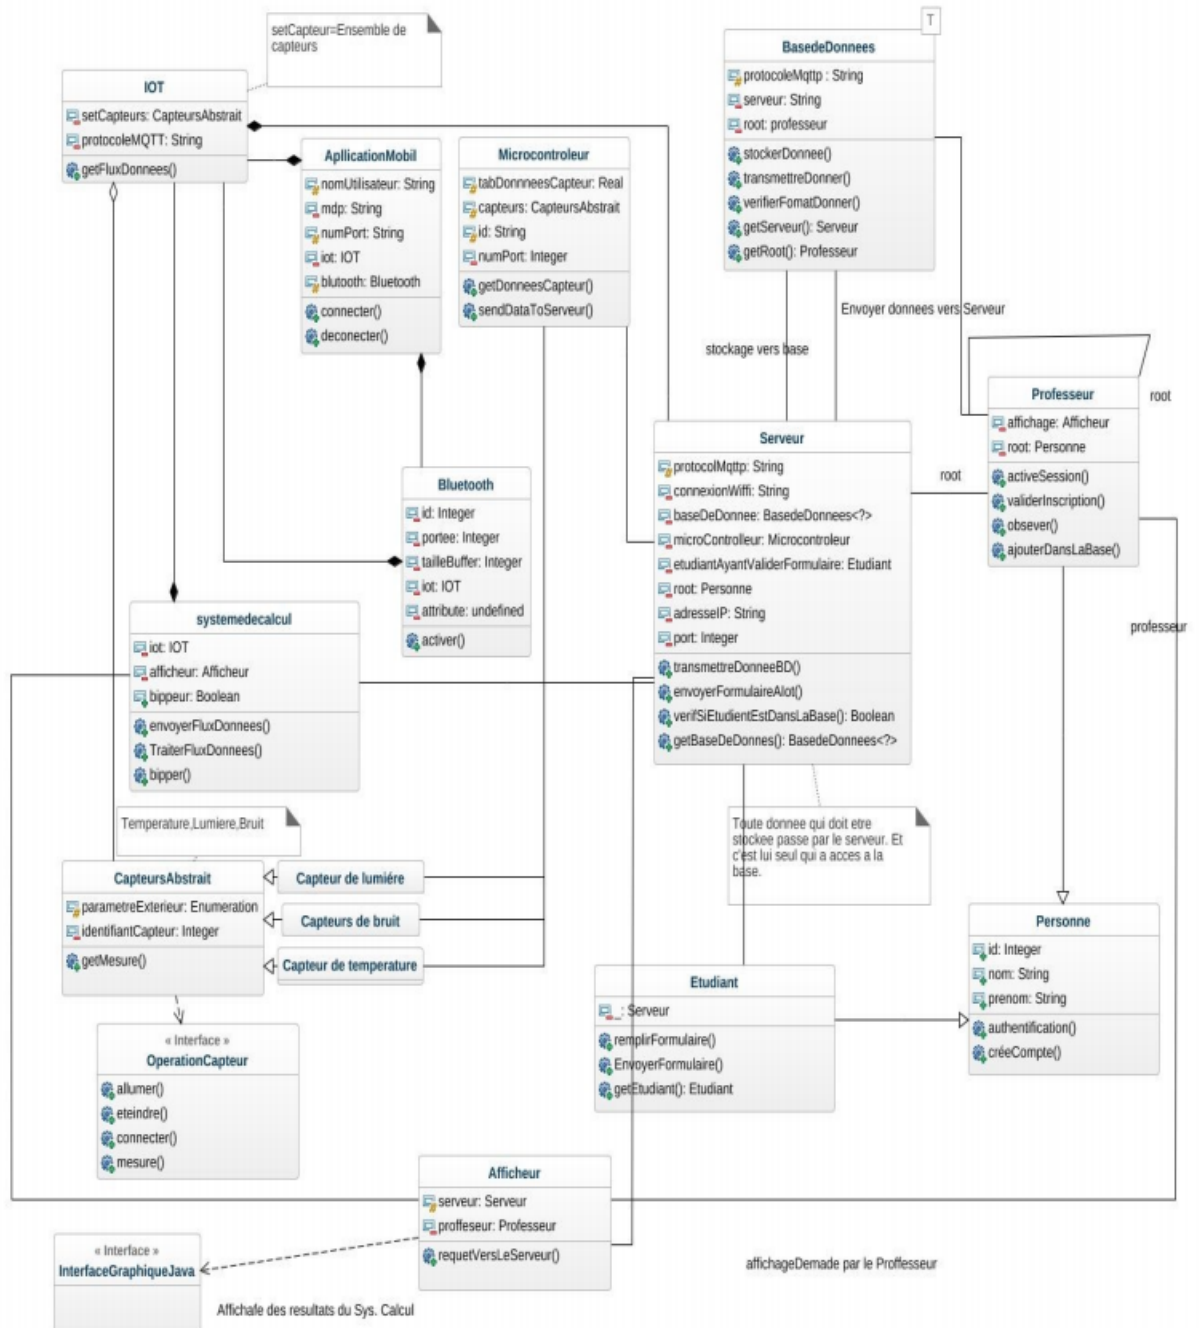 setCapteur=Ensemble de
capteurs
T
IOT
setCapteurs: CapteursAbstrait
protocoleMQTT: String
getFluxDonnees()
ApllicationMobil
nomUtilisateur: String
mdp: String
numPort: String
iot: IOT
blutooth: Bluetooth
connecter()
deconecter()
Microcontroleur
tabDonnneesCapteur: Real
capteurs: CapteursAbstrait
id: String
numPort: Integer
getDonneesCapteur()
sendDataToServeur()
BasedeDonnees
protocoleMqttp : String
serveur: String
root: professeur
stockerDonnee()
transmettreDonner()
verifierFomatDonner()
getServeur(): Serveur
getRoot(): Professeur
Envoyer donnees vers Serveur
stockage vers base
Professeur
affichage: Afficheur
root: Personne
activeSession()
validerInscription()
obsever()
ajouterDansLaBase()
root
root
professeur
Serveur
protocolMqttp: String
connexionWiffi: String
baseDeDonnee: BasedeDonnees<?>
microControlleur: Microcontroleur
etudiantAyantValiderFormulaire: Etudiant
root: Personne
adresseIP: String
port: Integer
transmettreDonneeBD()
envoyerFormulaireAlot()
verifSiEtudientEstDansLaBase(): Boolean
getBaseDeDonnes(): BasedeDonnees<?>
Bluetooth
id: Integer
portee: Integer
tailleBuffer: Integer
iot: IOT
attribute: undefined
activer()
systemedecalcul
iot: IOT
afficheur: Afficheur
bippeur: Boolean
envoyerFluxDonnees()
TraiterFluxDonnees()
bipper()
Temperature,Lumiere,Bruit
Toute donnee qui doit etre
stockee passe par le serveur. Et
c'est lui seul qui a acces a la
base.
CapteursAbstrait
parametreExterieur: Enumeration
identifiantCapteur: Integer
getMesure()
Capteur de lumiére
Capteurs de bruit
Capteur de temperature
Personne
id: Integer
nom: String
prenom: String
authentification()
créeCompte()
Etudiant
_: Serveur
remplirFormulaire()
EnvoyerFormulaire()
getEtudiant(): Etudiant
« Interface »
OperationCapteur
allumer()
eteindre()
connecter()
mesure()
Afficheur
serveur: Serveur
proffeseur: Professeur
requetVersLeServeur()
« Interface »
InterfaceGraphiqueJava
affichageDemade par le Proffesseur
Affichafe des resultats du Sys. Calcul